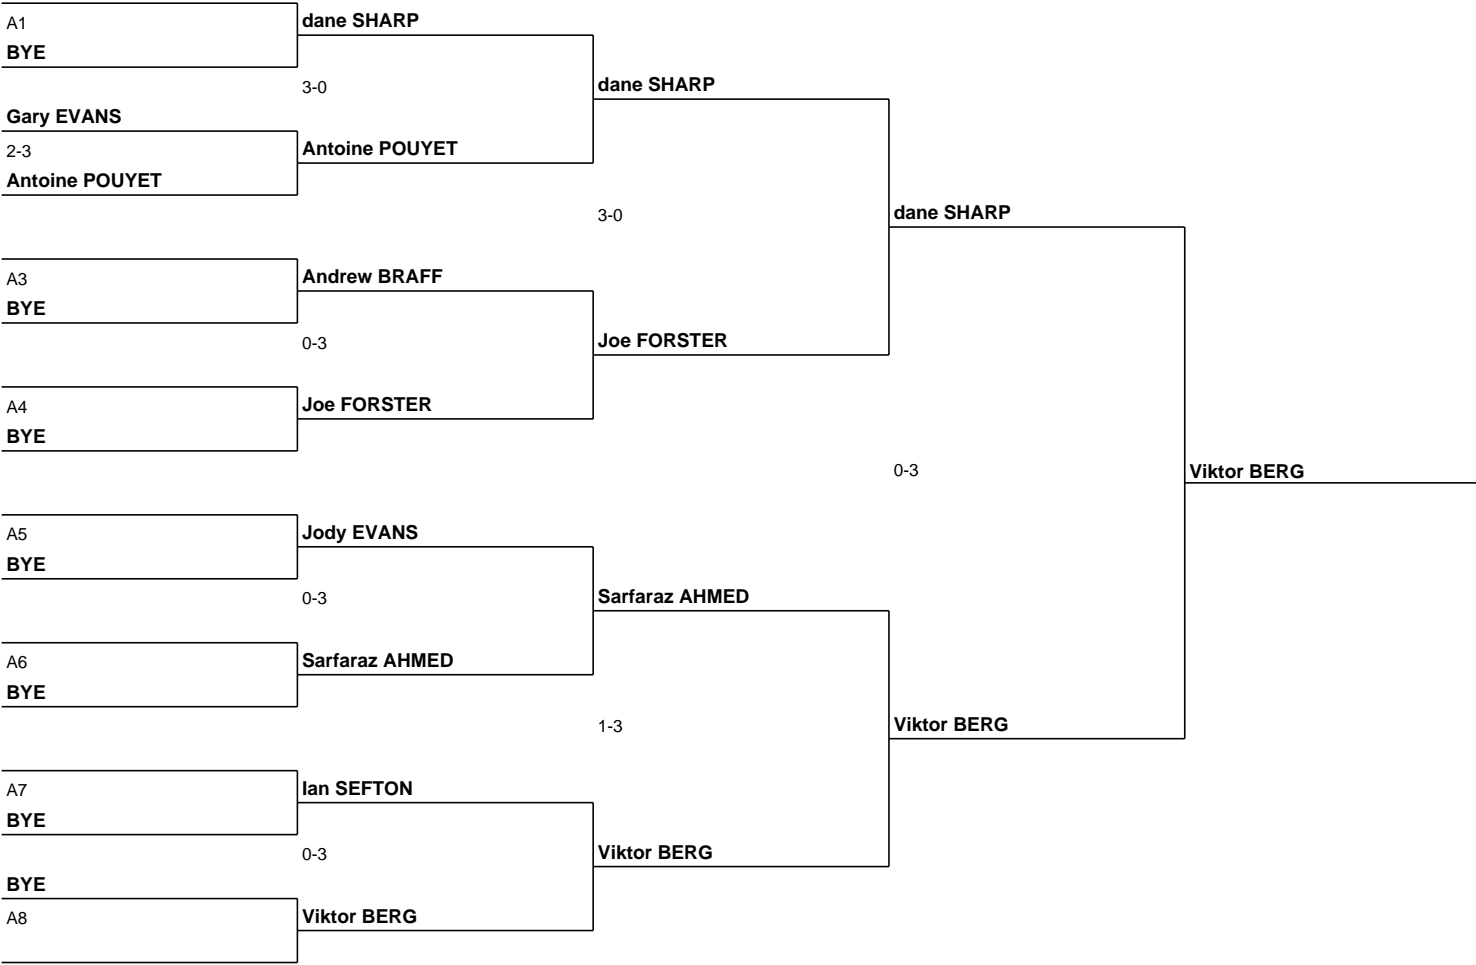 A1
BYE
dane SHARP
3-0
dane SHARP
Gary EVANS
2-3
Antoine POUYET
Antoine POUYET
3-0
dane SHARP
A3
BYE
Andrew BRAFF
0-3
Joe FORSTER
A4
BYE
Joe FORSTER
0-3
Viktor BERG
A5
BYE
Jody EVANS
0-3
Sarfaraz AHMED
A6
BYE
Sarfaraz AHMED
1-3
Viktor BERG
A7
BYE
Ian SEFTON
0-3
Viktor BERG
BYE
A8
Viktor BERG